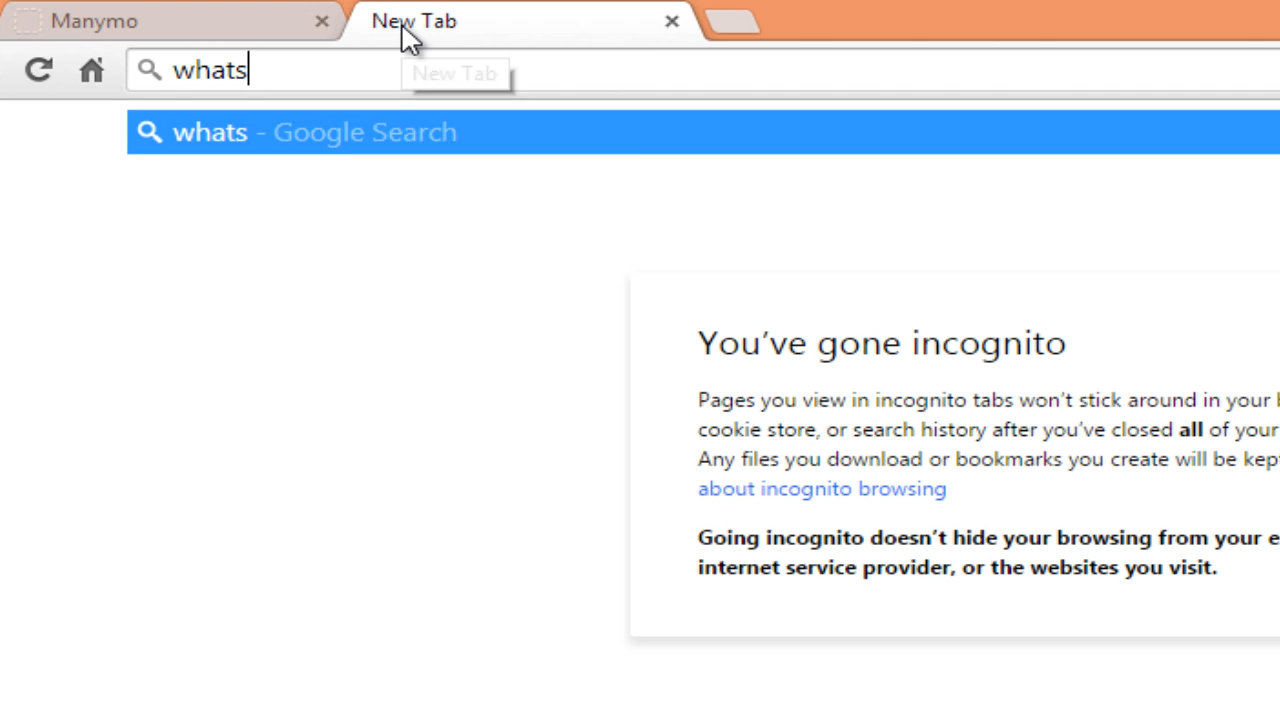 Manymo
New Tab
whats
New Tab
whats - Google Search
You've gone incognito
Pages you view in incognito tabs won't stick around in your
cookie store, or search history after you've closed all of your
Any files you download or bookmarks you create will be kept
about incognito browsing
Going incognito doesn't hide your browsing from your
internet service provider, or the websites you visit.